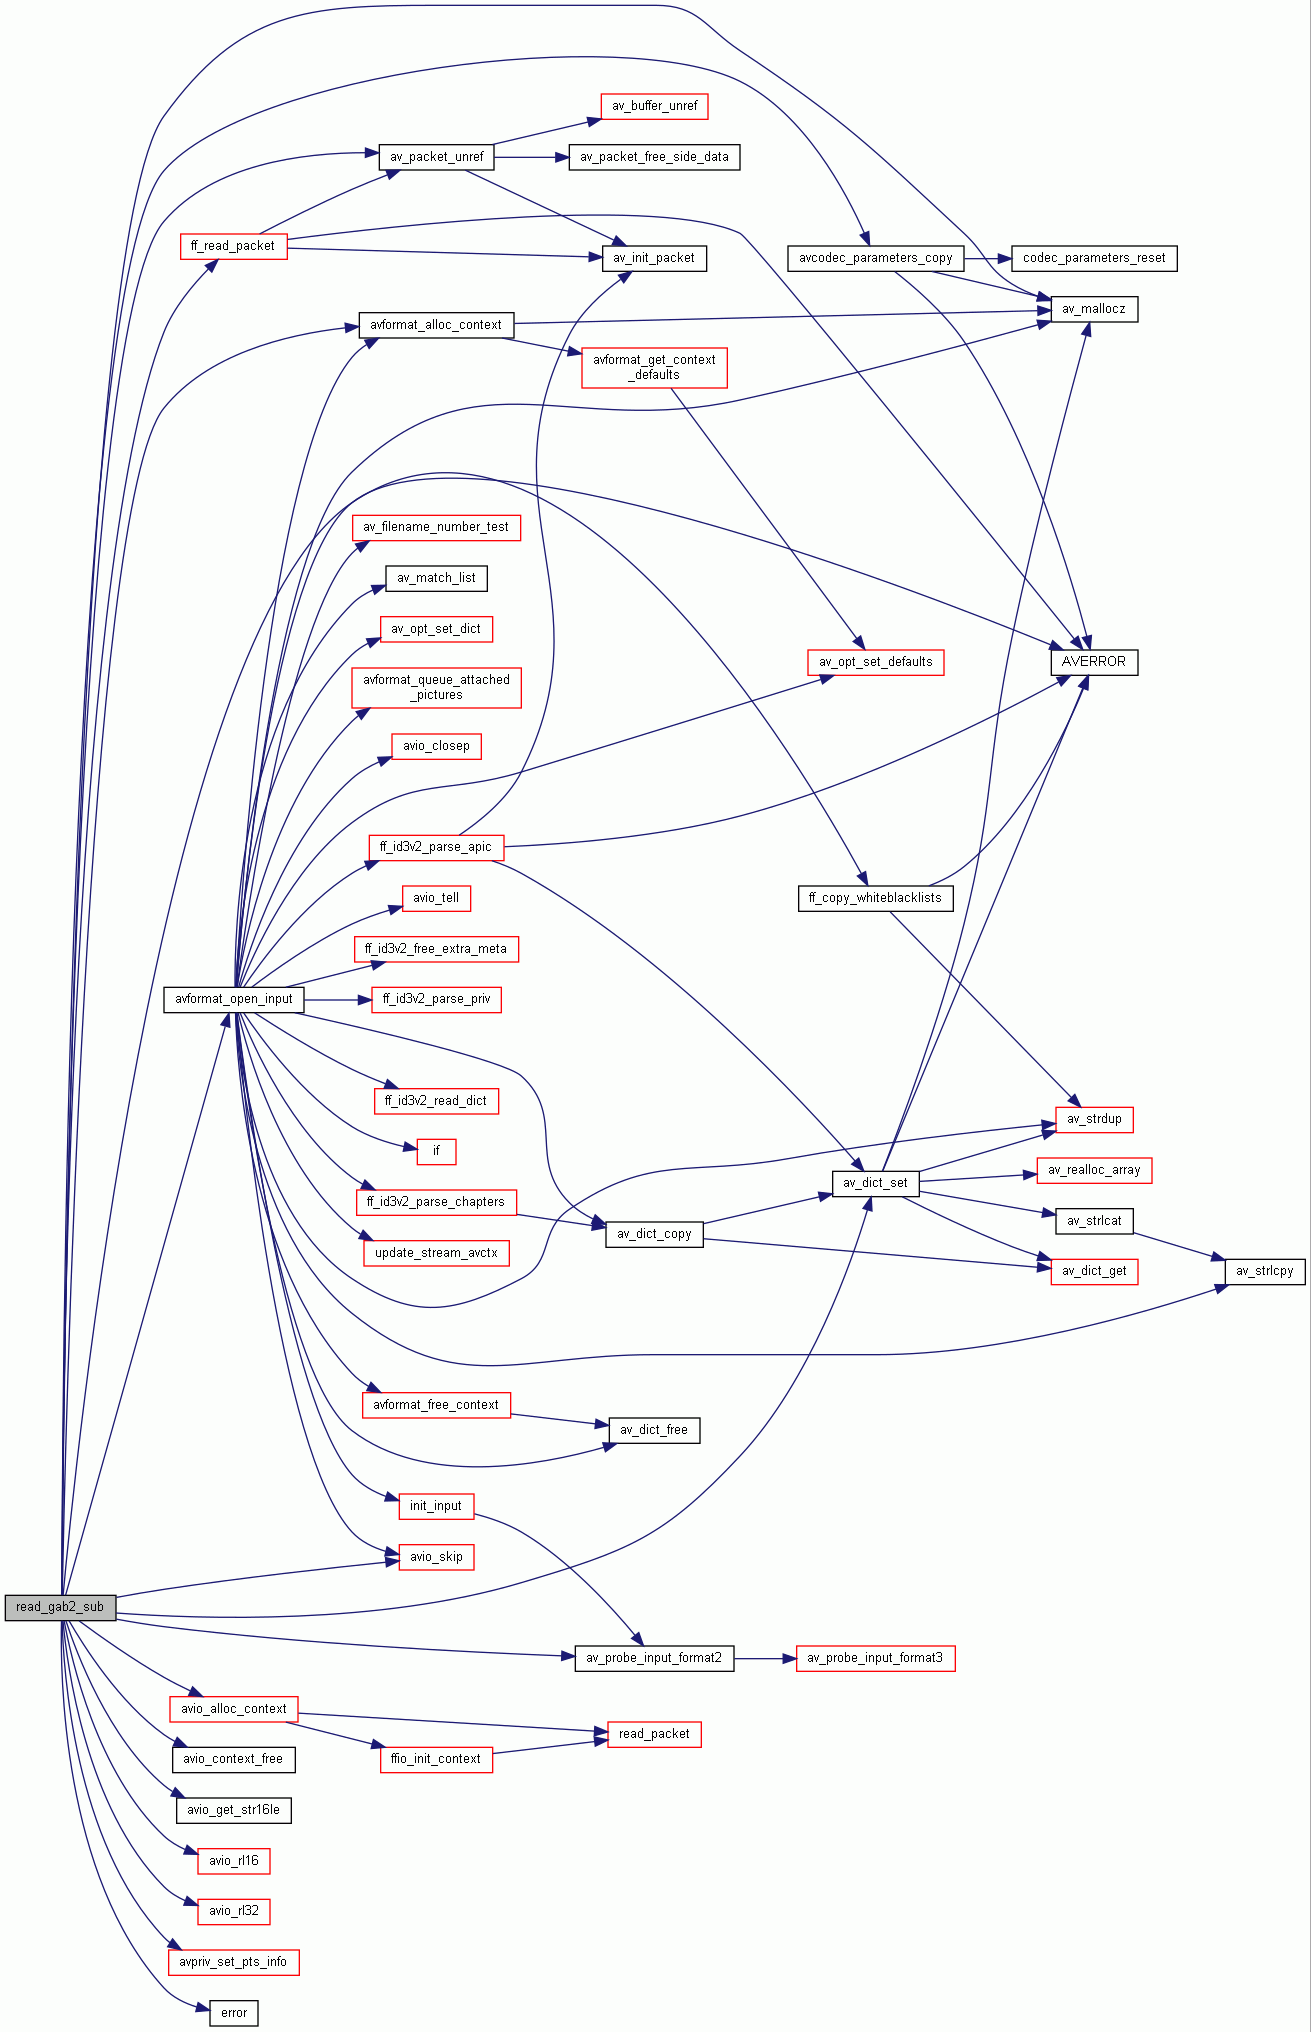 av_buffer_unref
av_packet_unref
av_packet_free_side_data
ff_read_packet
av_init_packet
avcodec_parameters_copy
codec_parameters_reset
av_mallocz
avformat_alloc_context
avformat_get_context
_defaults
av_filename_number_test
av_match_list
av_opt_set_dict
av_opt_set_defaults
AVERROR
avformat_queue_attached
_pictures
avio_closep
ff_id3v2_parse_apic
avio_tell
ff_copy_whiteblacklists
ff_id3v2_free_extra_meta
avformat_open_input
ff_id3v2_parse_priv
ff_id3v2_read_dict
av_strdup
if
av_realloc_array
av_dict_set
ff_id3v2_parse_chapters
av_strlcat
av_dict_copy
update_stream_avctx
av_dict_get
av_strlcpy
avformat_free_context
av_dict_free
init_input
avio_skip
read_gab2_sub
av_probe_input_format2
av_probe_input_format3
avio_alloc_context
read_packet
avio_context_free
ffio_init_context
avio_get_str16le
avio_rl16
avio_rl32
avpriv_set_pts_info
error